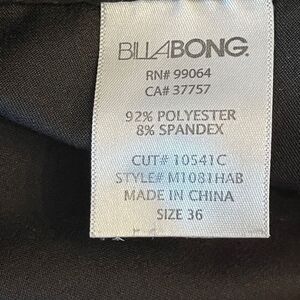 BILLABONG.
RN# 99064
CA# 37757
92% POLYESTER
8% SPANDEX
CUT# 10541C
STYLE# M1081HAB
MADE IN CHINA
SIZE 36